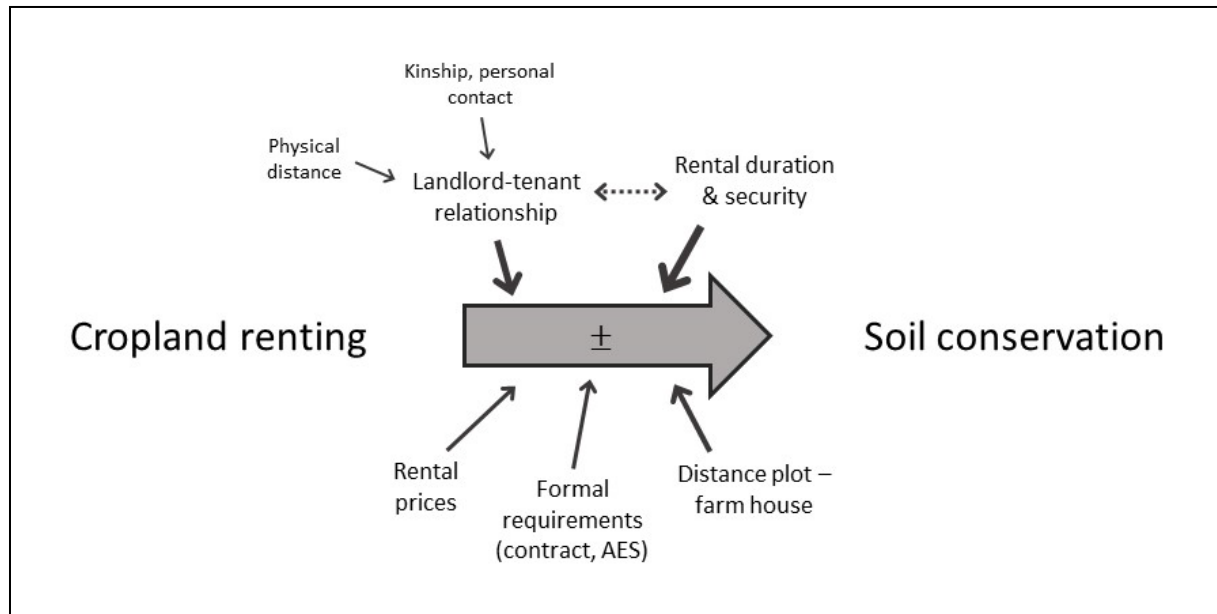 Kinship, personal
contact
Physical
distance
Landlord-tenant
relationship
Rental duration
& security
Cropland renting
±
Soil conservation
Rental
prices
Formal
requirements
(contract, AES)
Distance plot –
farm house